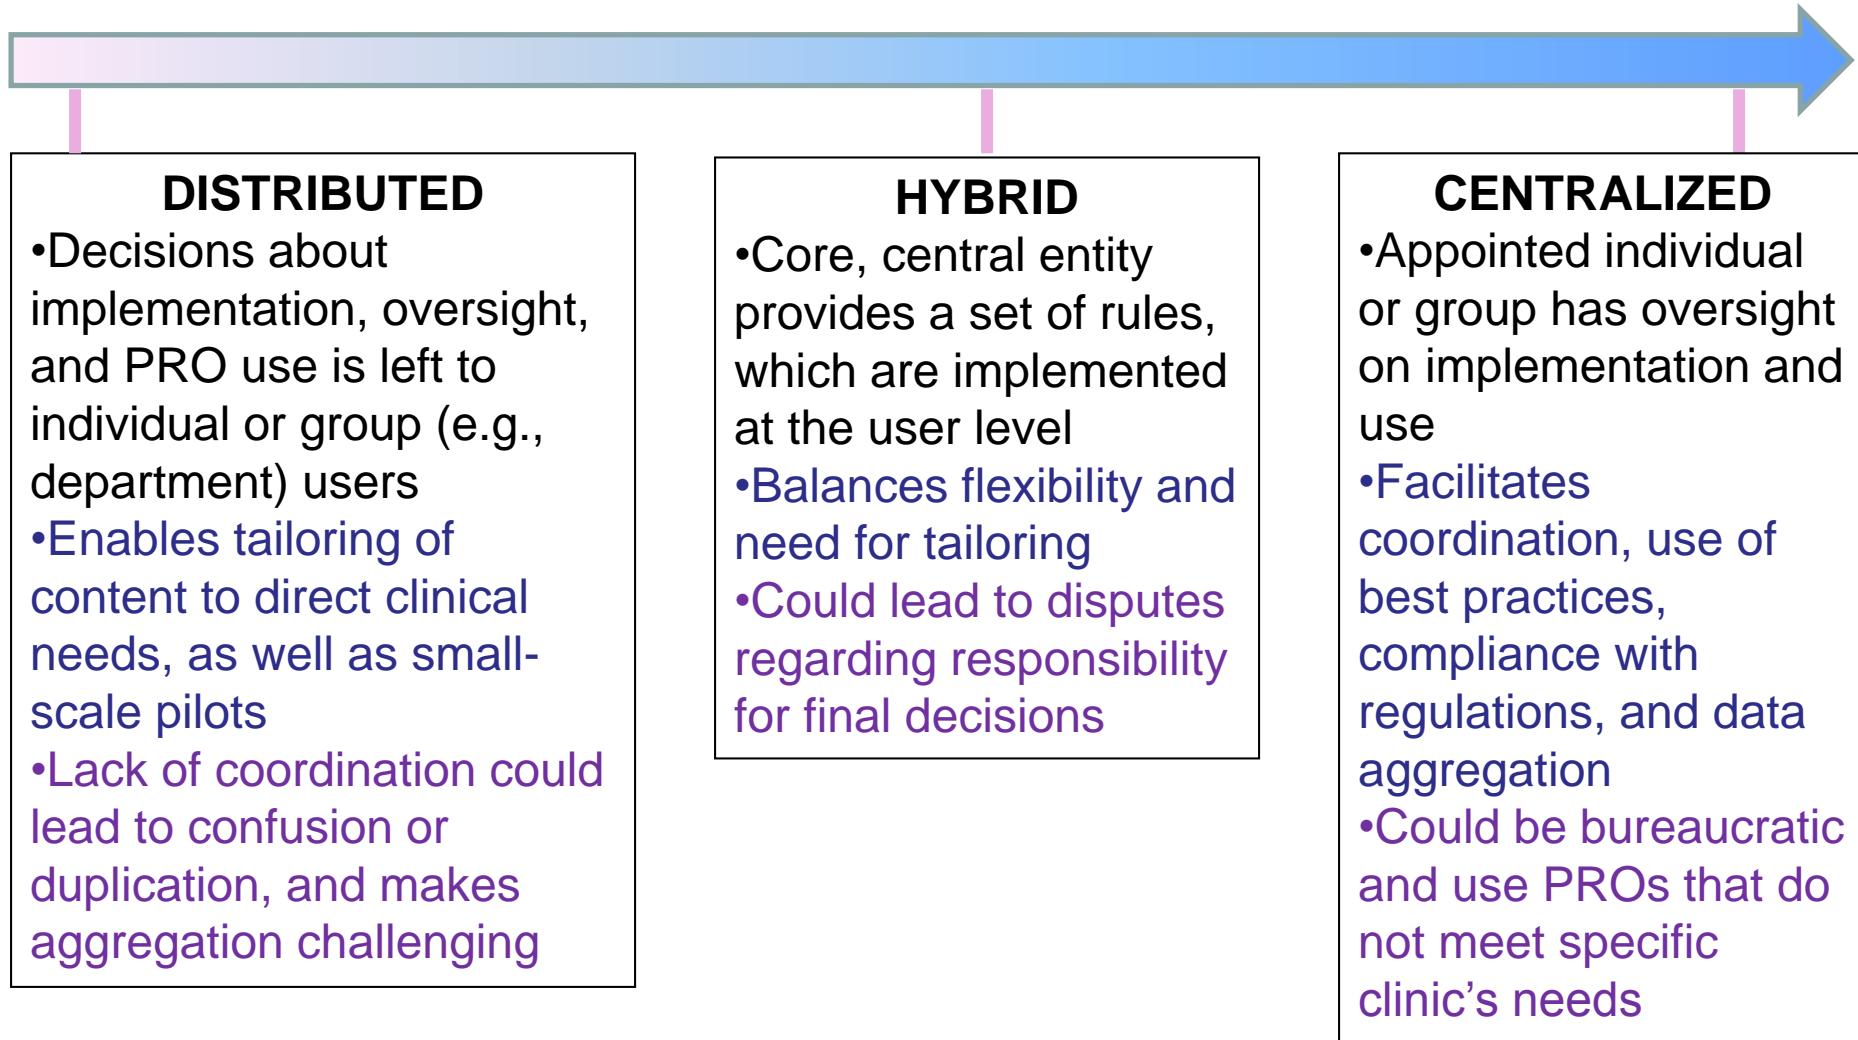 DISTRIBUTED
•Decisions about
implementation, oversight,
and PRO use is left to
individual or group (e.g.,
department) users
•Enables tailoring of
content to direct clinical
needs, as well as small-
scale pilots
•Lack of coordination could
lead to confusion or
duplication, and makes
aggregation challenging
HYBRID
•Core, central entity
provides a set of rules,
which are implemented
at the user level
•Balances flexibility and
need for tailoring
•Could lead to disputes
regarding responsibility
for final decisions
CENTRALIZED
•Appointed individual
or group has oversight
on implementation and
use
•Facilitates
coordination, use of
best practices,
compliance with
regulations, and data
aggregation
•Could be bureaucratic
and use PROs that do
not meet specific
clinic’s needs